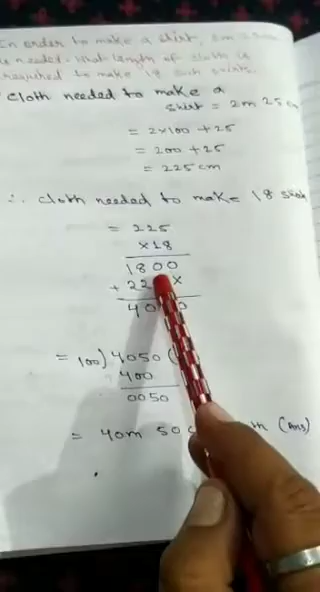 In order to make a shirt, 2m 25cm
is needed. What length of cloth is
required to make 18 such shirts.
Cloth needed to make a
shirt = 2m 25 cm
= 2×100 + 25
= 200 + 25
= 225 cm
∴ Cloth needed to make 18 shirts
= 225
×18
1800
+ 22 ×
40 0
= 100) 4050 (
400
0050
= 40m 50 (Ans)